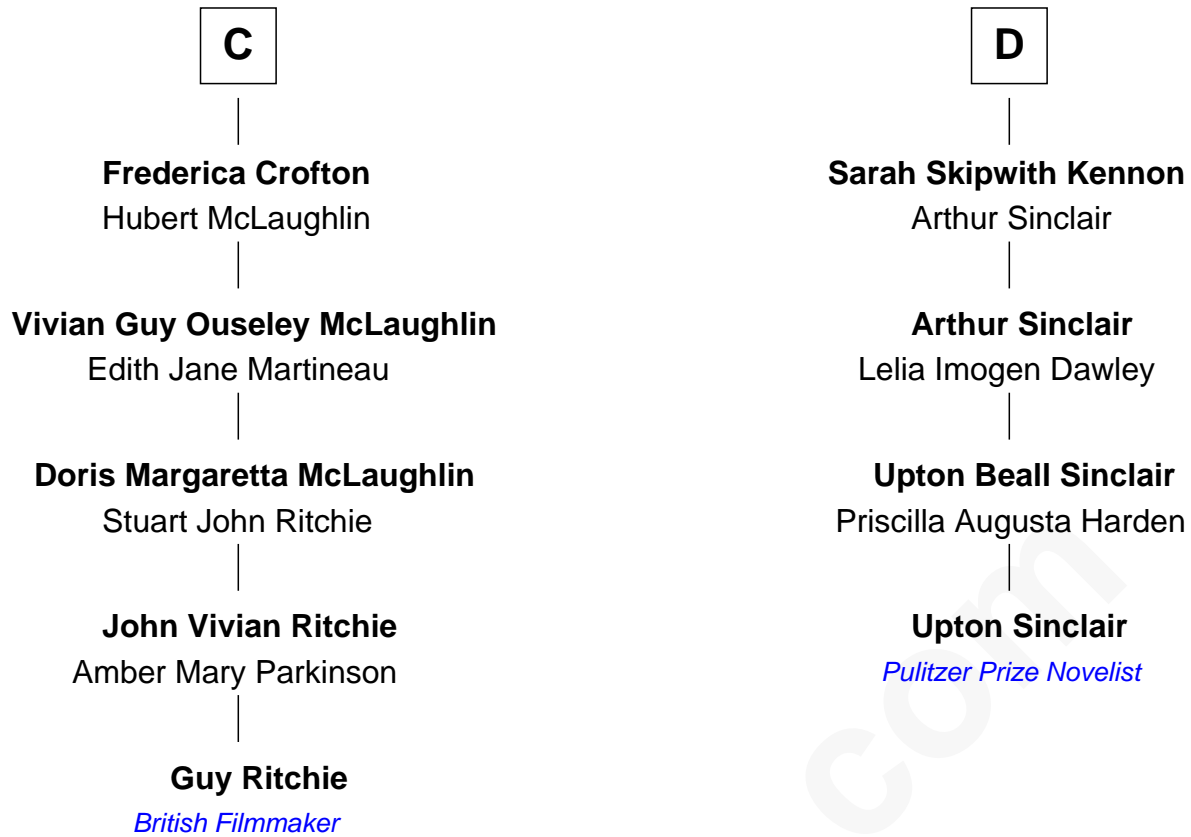 C
Frederica Crofton
Hubert McLaughlin
Vivian Guy Ouseley McLaughlin
Edith Jane Martineau
Doris Margaretta McLaughlin
Stuart John Ritchie
John Vivian Ritchie
Amber Mary Parkinson
Guy Ritchie
British Filmmaker
D
Sarah Skipwith Kennon
Arthur Sinclair
Arthur Sinclair
Lelia Imogen Dawley
Upton Beall Sinclair
Priscilla Augusta Harden
Upton Sinclair
Pulitzer Prize Novelist
com